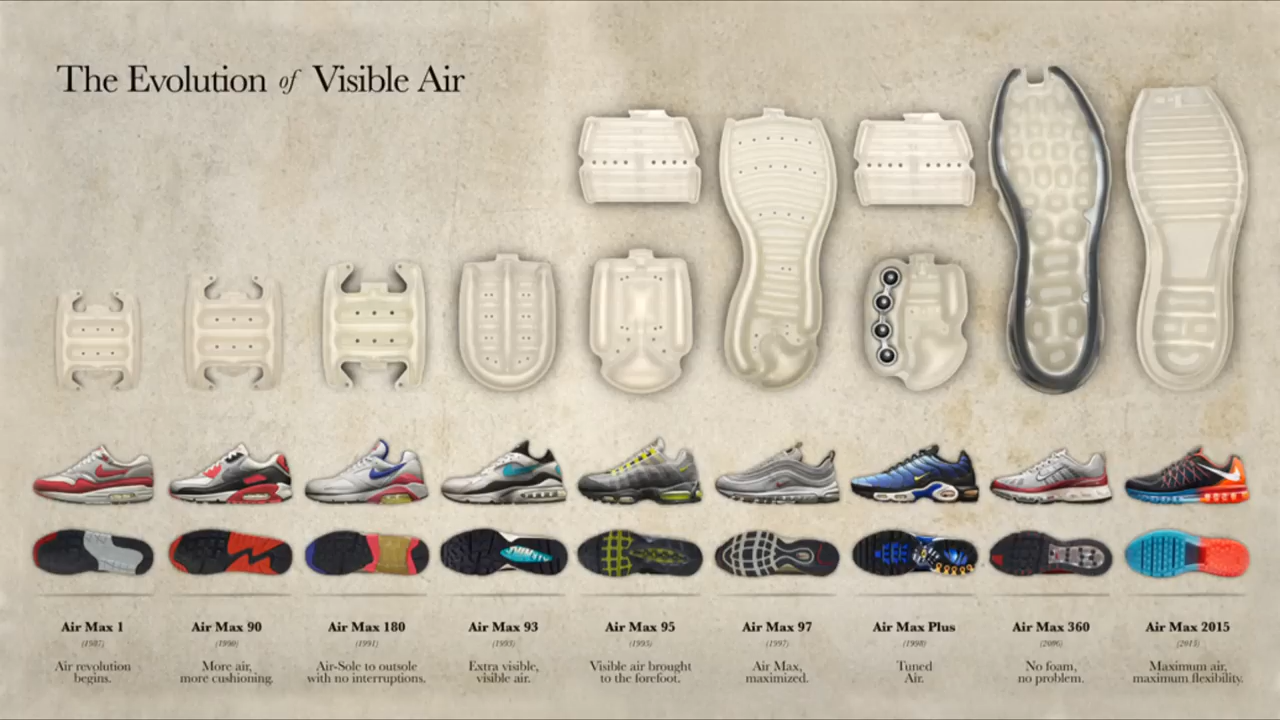 The Evolution of Visible Air
Air Max 1
(1987)
Air revolution
begins.
Air Max 90
(1990)
More air,
more cushioning.
Air Max 180
(1991)
Air-Sole to outsole
with no interruptions.
Air Max 93
(1993)
Extra visible,
visible air.
Air Max 95
(1995)
Visible air brought
to the forefoot.
Air Max 97
(1997)
Air Max,
maximized.
Air Max Plus
(1998)
Tuned
Air.
Air Max 360
(2006)
No foam,
no problem.
Air Max 2015
Maximum air,
maximum flexibility.